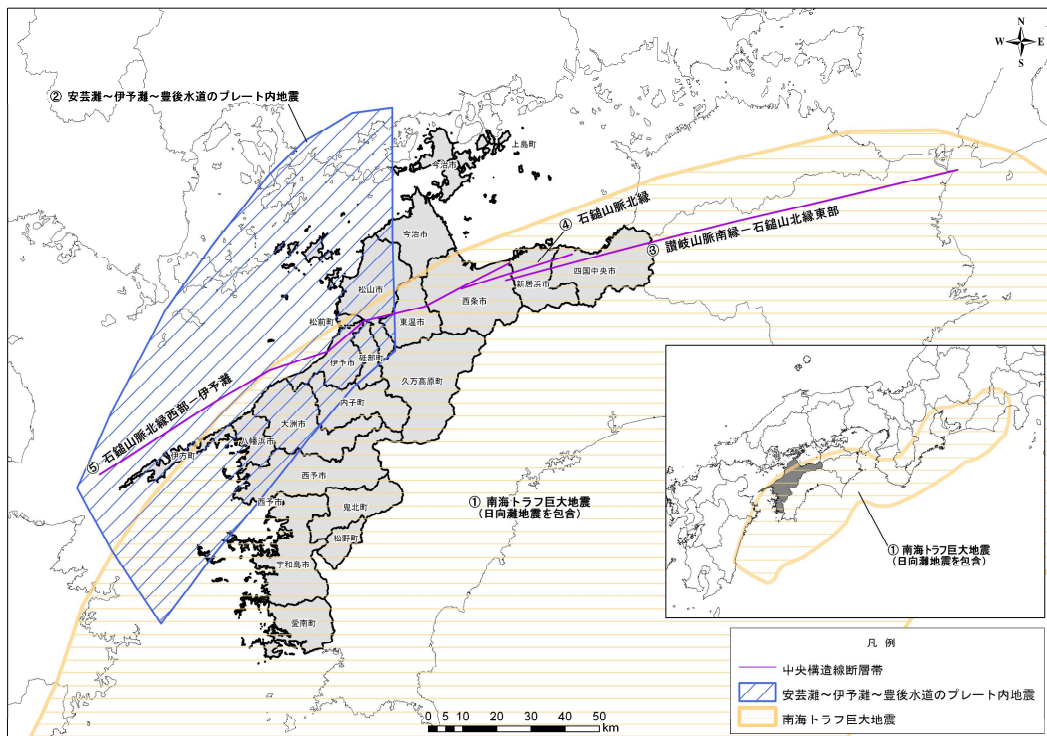 N
W E
S
② 安芸灘～伊予灘～豊後水道のプレート内地震
上島町
今治市
④ 石鎚山脈北縁
③ 讃岐山脈南縁－石鎚山北縁東部
今治市
四国中央市
新居浜市
松山市
西条市
松前町
東温市
伊予市
砥部町
久万高原町
内子町
大洲市
⑤ 石鎚山脈北縁西部－伊予灘
八幡浜市
伊方町
西予市
西予市
鬼北町
① 南海トラフ巨大地震
(日向灘地震を包含)
松野町
宇和島市
愛南町
① 南海トラフ巨大地震
(日向灘地震を包含)
凡 例
中央構造線断層帯
安芸灘～伊予灘～豊後水道のプレート内地震
南海トラフ巨大地震
0 5 10 20 30 40 50
km